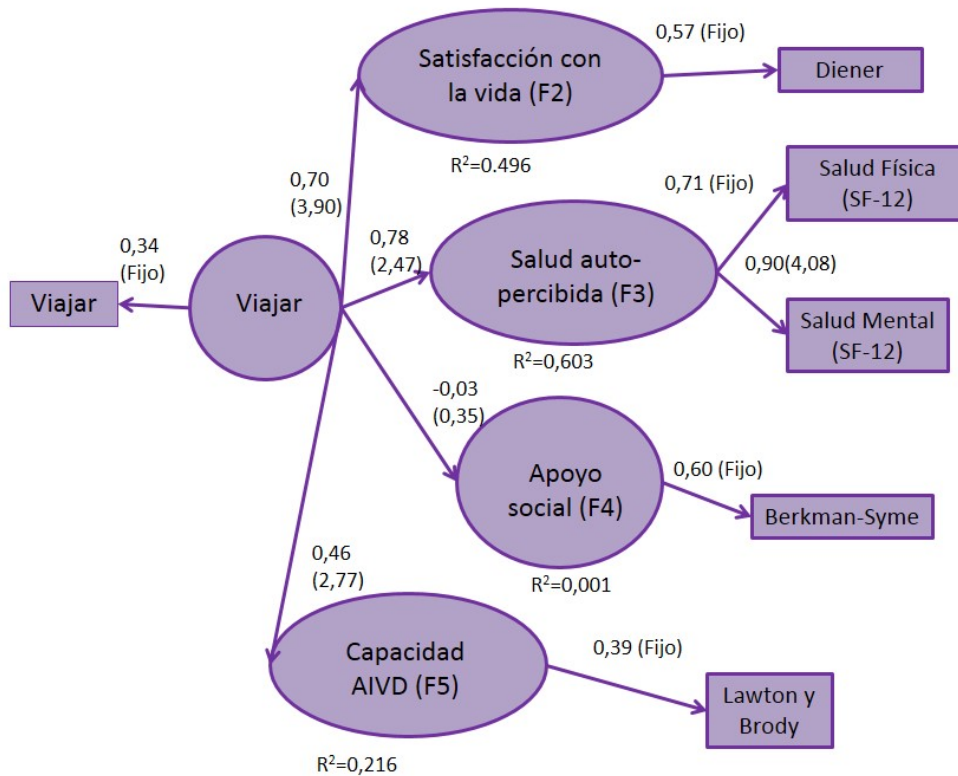 0,57 (Fijo)
Satisfacción con
la vida (F2)
Diener
R²=0.496
0,70
(3,90)
0,71 (Fijo)
Salud Física
(SF-12)
0,34
(Fijo)
0,78
(2,47)
Salud auto-
percibida (F3)
0,90(4,08)
Viajar
Viajar
Salud Mental
(SF-12)
R²=0,603
-0,03
(0,35)
Apoyo
social (F4)
0,60 (Fijo)
Berkman-Syme
0,46
(2,77)
R²=0,001
Capacidad
AIVD (F5)
0,39 (Fijo)
Lawton y
Brody
R²=0,216